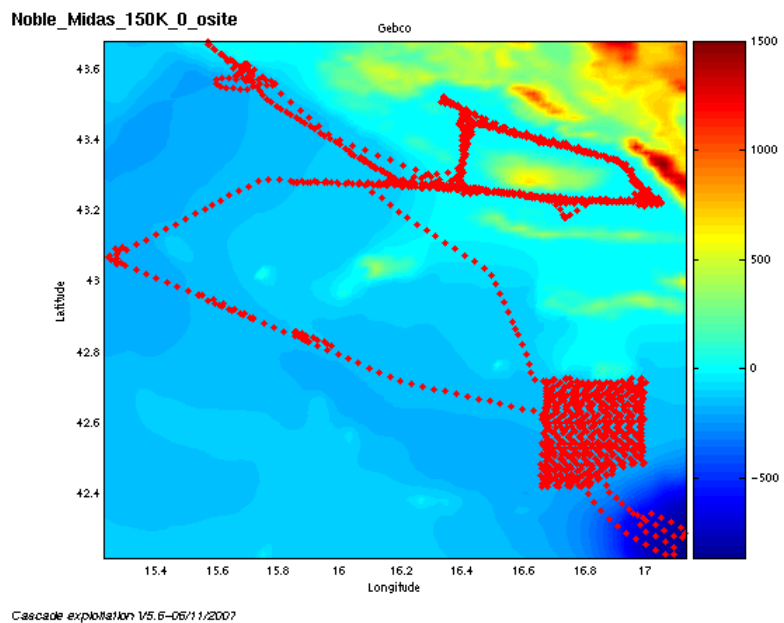 Noble_Midas_150K_0_osite
Gebco
43.6
43.4
43.2
43
42.8
42.6
42.4
Latitude
15.4 15.6 15.8 16 16.2 16.4 16.6 16.8 17
Longitude
1500
1000
500
0
−500
Cascade exploitation V5.6−06/11/2007